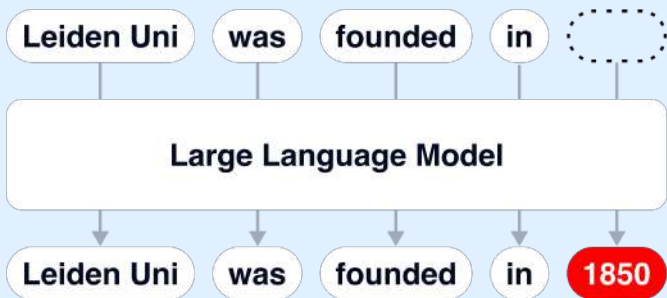 Leiden Uni was founded in
Large Language Model
Leiden Uni was founded in 1850